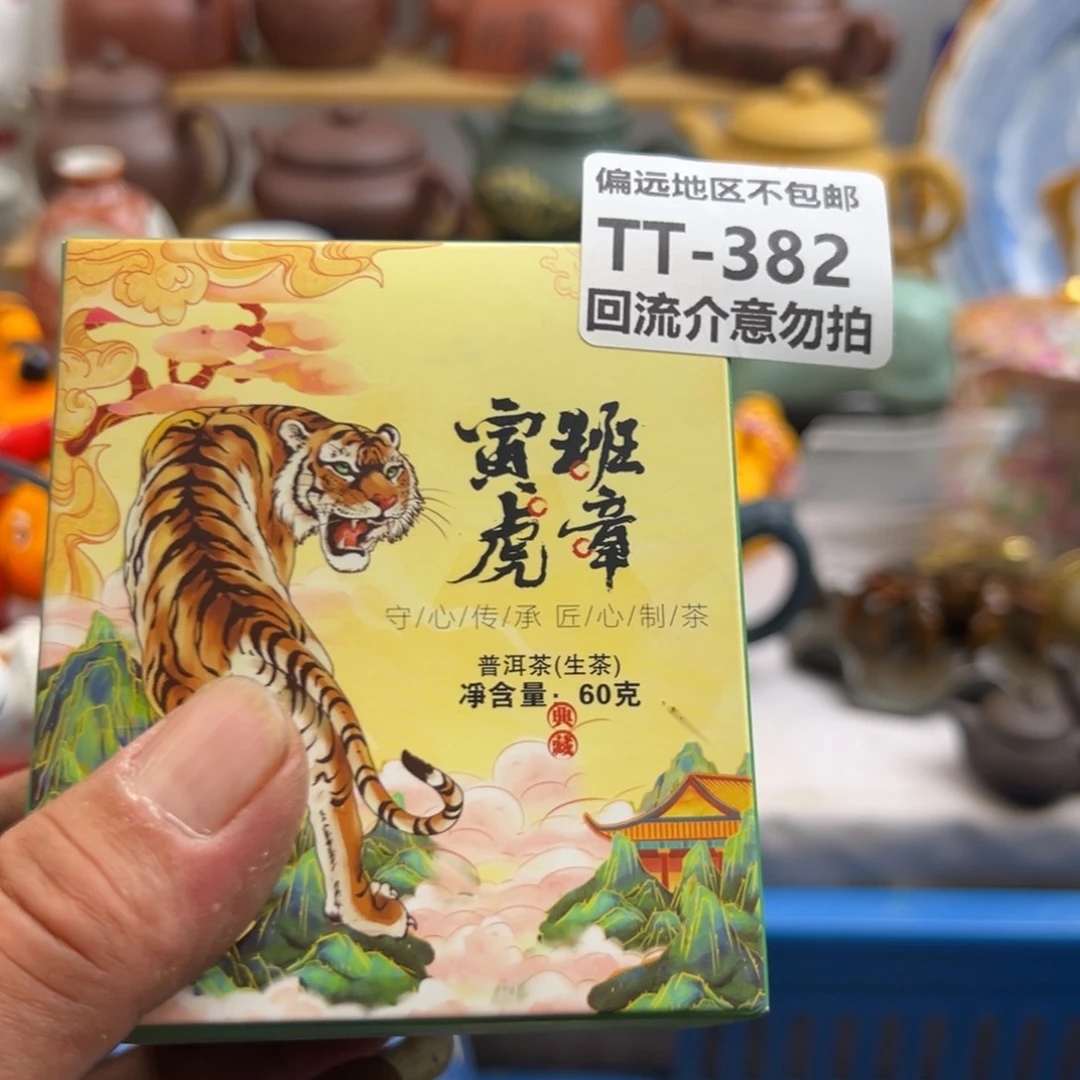 偏远地区不包邮
TT-382
回流介意勿拍
班章
寅虎
守/心/传/承 匠/心/制/茶
普洱茶(生茶)
净含量: 60克
興藏